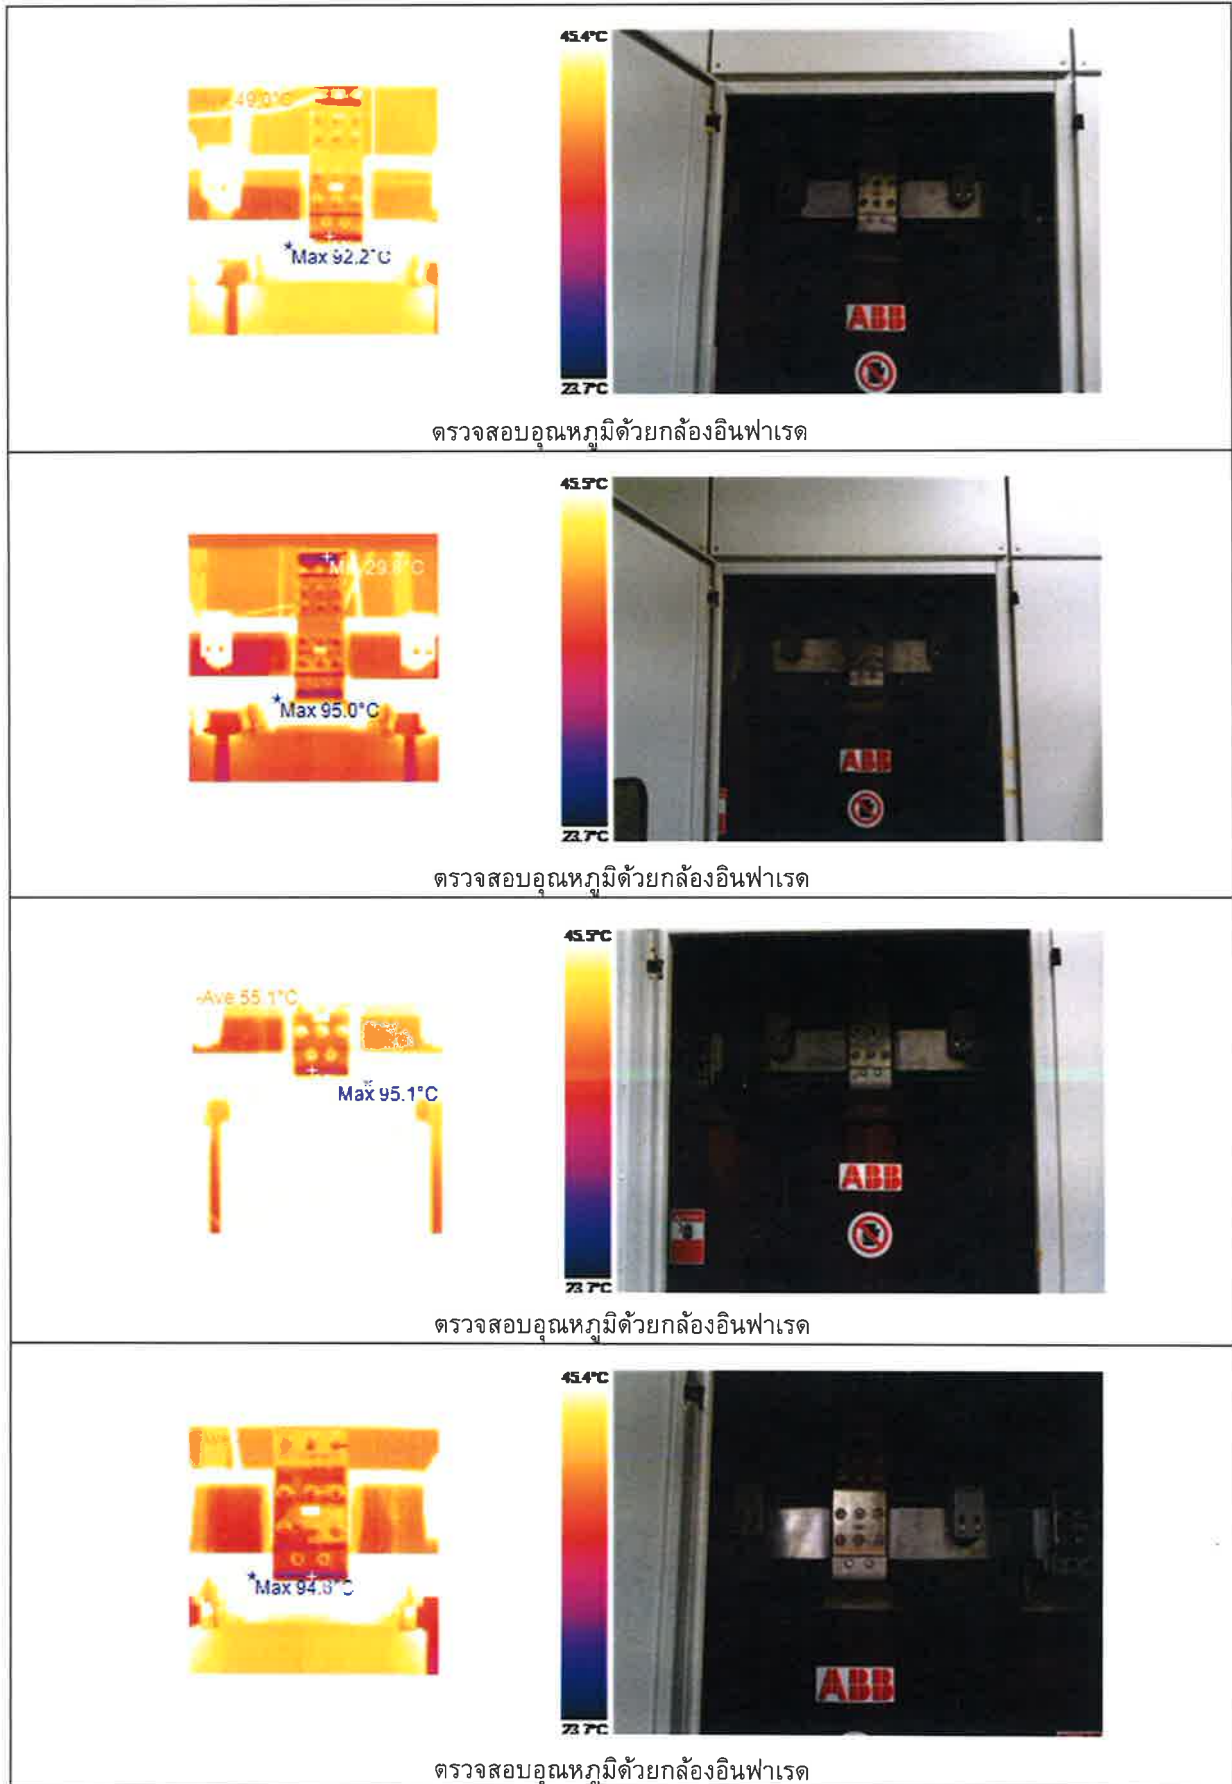 45.4°C
Ave 49.0°C
*Max 92.2°C
ABB
23.7°C
ตรวจสอบอุณหภูมิด้วยกล้องอินฟาเรด
45.5°C
*Max 95.0°C
ABB
23.7°C
ตรวจสอบอุณหภูมิด้วยกล้องอินฟาเรด
45.5°C
-Ave 55.1°C
Max 95.1°C
ABB
23.7°C
ตรวจสอบอุณหภูมิด้วยกล้องอินฟาเรด
45.4°C
*Max
ABB
23.7°C
ตรวจสอบอุณหภูมิด้วยกล้องอินฟาเรด